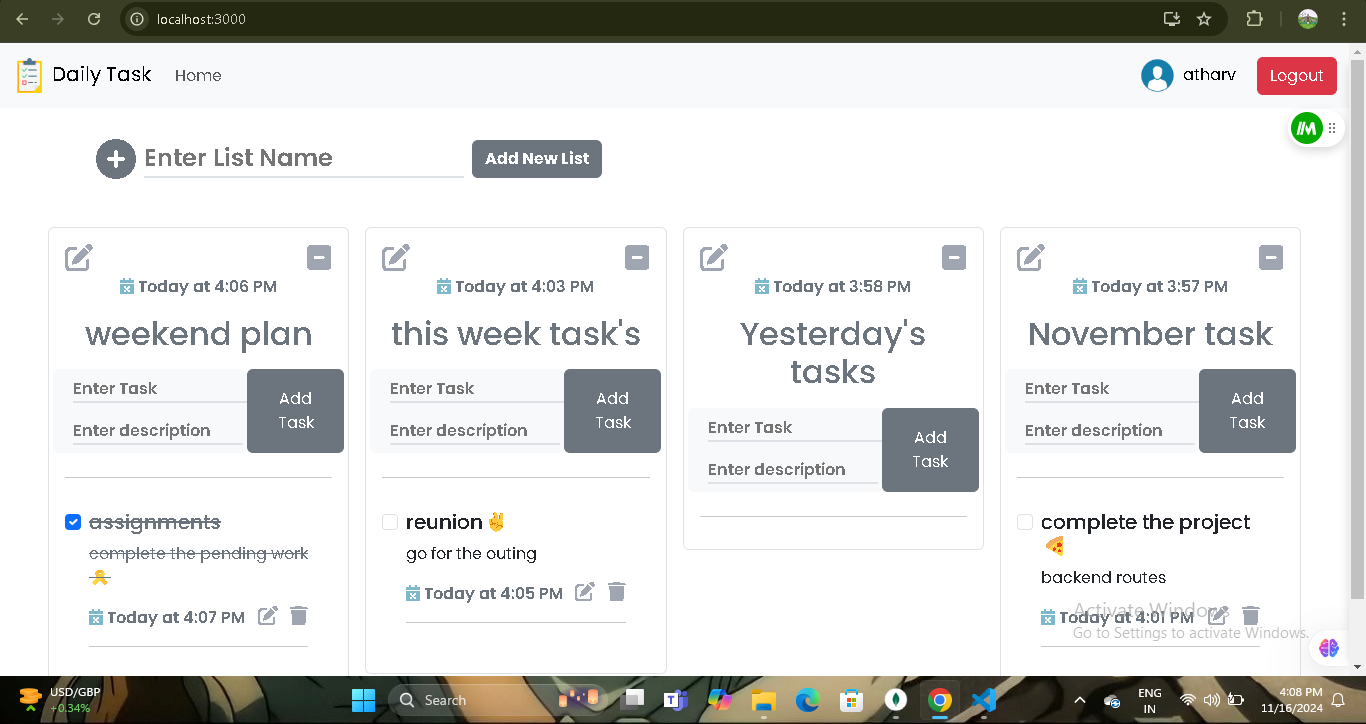 localhost:3000
Daily Task
Home
atharv
Logout
Enter List Name
Add New List
Today at 4:06 PM
weekend plan
Enter Task
Enter description
Add
Task
assignments
complete the pending work
Today at 4:07 PM
Today at 4:03 PM
this week task's
Enter Task
Enter description
Add
Task
reunion ✌
go for the outing
Today at 4:05 PM
Today at 3:58 PM
Yesterday's
tasks
Enter Task
Enter description
Add
Task
Today at 3:57 PM
November task
Enter Task
Enter description
Add
Task
complete the project
🍕
backend routes
Today at 4:01 PM
Activate Windows
Go to Settings to activate Windows.
USD/GBP
+0.34%
Search
ENG
IN
4:08 PM
11/16/2024